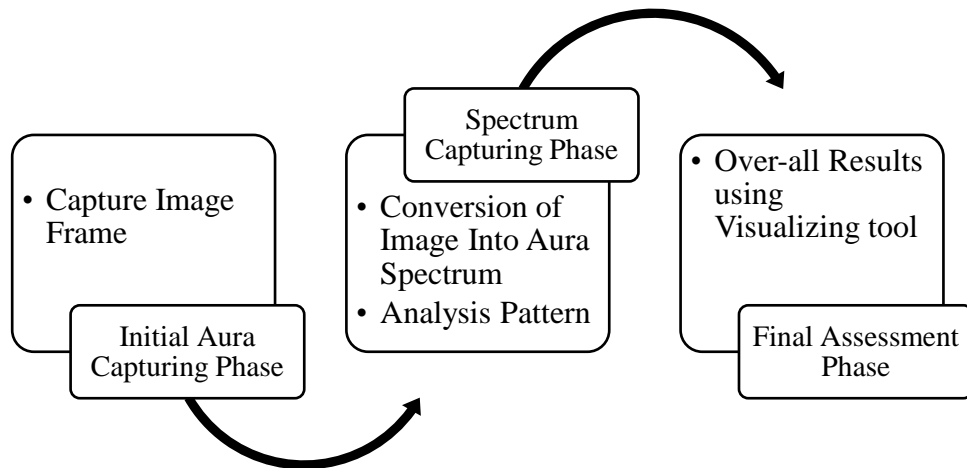 • Capture Image
Frame
Initial Aura
Capturing Phase
Spectrum
Capturing Phase
• Conversion of
Image Into Aura
Spectrum
• Analysis Pattern
• Over-all Results
using
Visualizing tool
Final Assessment
Phase